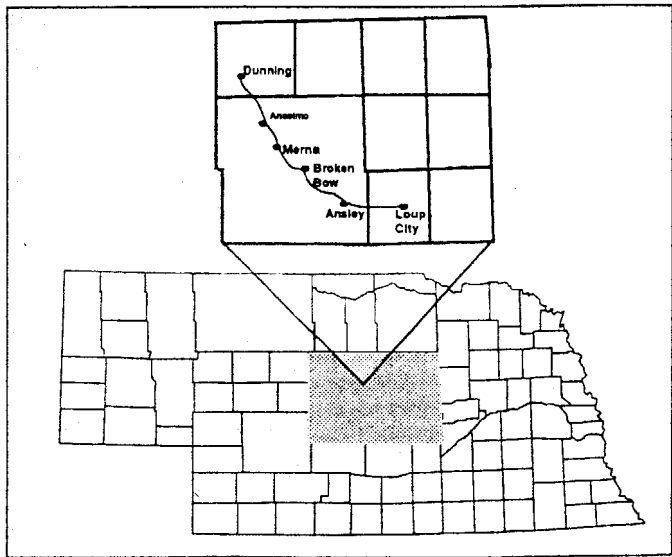 Dunning
Anselmo
Merna
Broken
Bow
Ansley
Loup
City